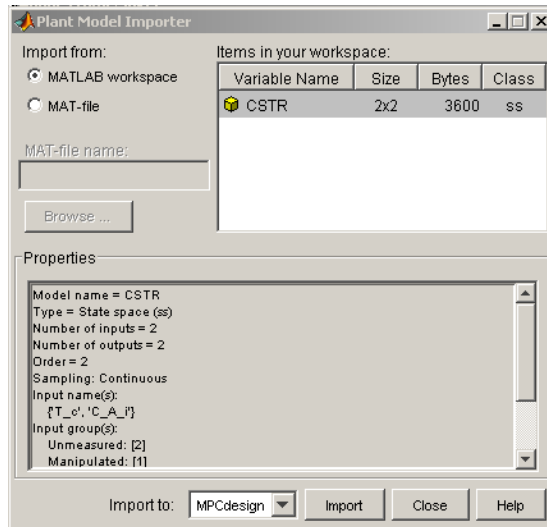 Plant Model Importer
Import from:
MATLAB workspace
MAT-file
MAT-file name:
Browse ...
Items in your workspace:
Variable Name Size Bytes Class
CSTR 2x2 3600 ss
Properties
Model name = CSTR
Type = State space (ss)
Number of inputs = 2
Number of outputs = 2
Order = 2
Sampling: Continuous
Input name(s):
{'T_c', 'C_A_i'}
Input group(s):
Unmeasured: [2]
Manipulated: [1]
Import to: MPCdesign Import Close Help